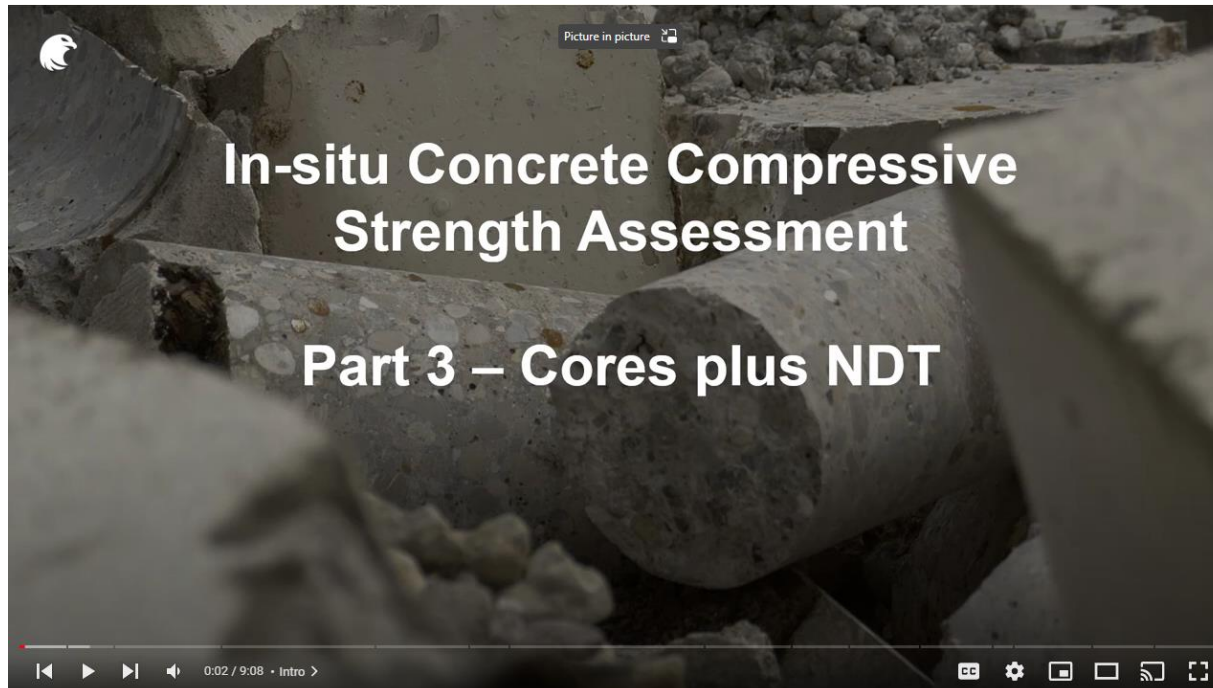 Picture in picture
In-situ Concrete Compressive
Strength Assessment
Part 3 – Cores plus NDT
0:02 / 9:08 • Intro >
CC